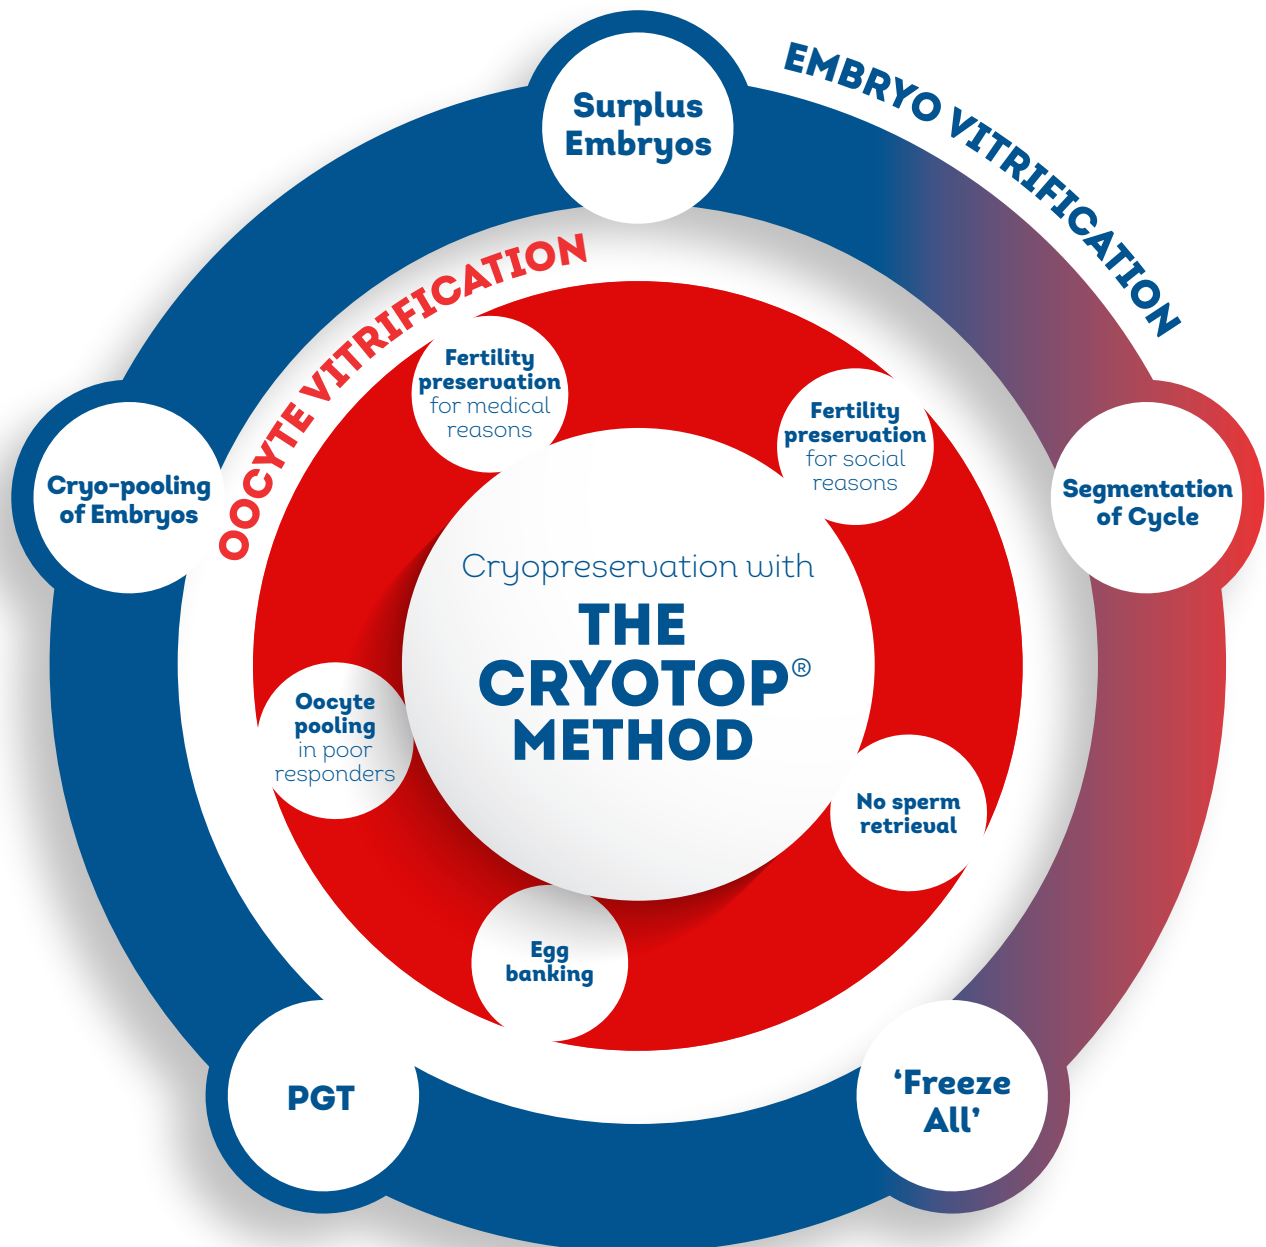 EMBRYO VITRIFICATION
Surplus
Embryos
OOCYTE VITRIFICATION
Fertility
preservation
for medical
reasons
Fertility
preservation
for social
reasons
Cryo-pooling
of Embryos
Segmentation
of Cycle
Cryopreservation with
THE
CRYOTOP®
METHOD
Oocyte
pooling
in poor
responders
No sperm
retrieval
Egg
banking
PGT
‘Freeze
All’